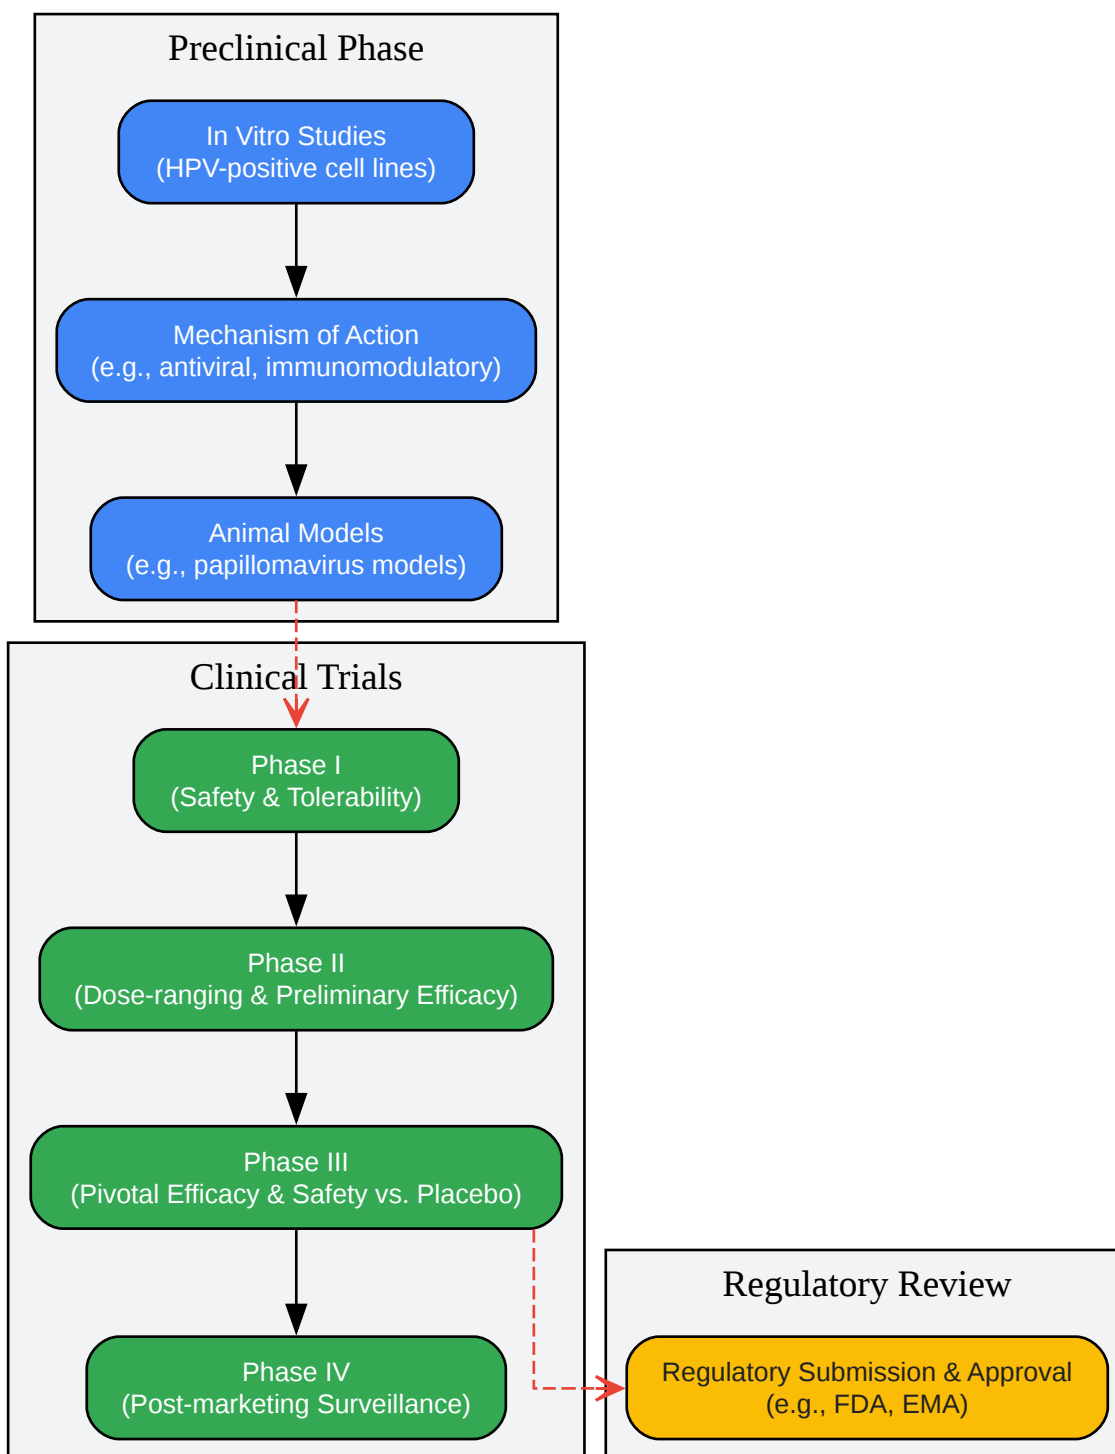 Preclinical Phase
In Vitro Studies
(HPV-positive cell lines)
Mechanism of Action
(e.g., antiviral, immunomodulatory)
Animal Models
(e.g., papillomavirus models)
Clinical Trials
Phase I
(Safety & Tolerability)
Phase II
(Dose-ranging & Preliminary Efficacy)
Phase III
(Pivotal Efficacy & Safety vs. Placebo)
Phase IV
(Post-marketing Surveillance)
Regulatory Review
Regulatory Submission & Approval
(e.g., FDA, EMA)